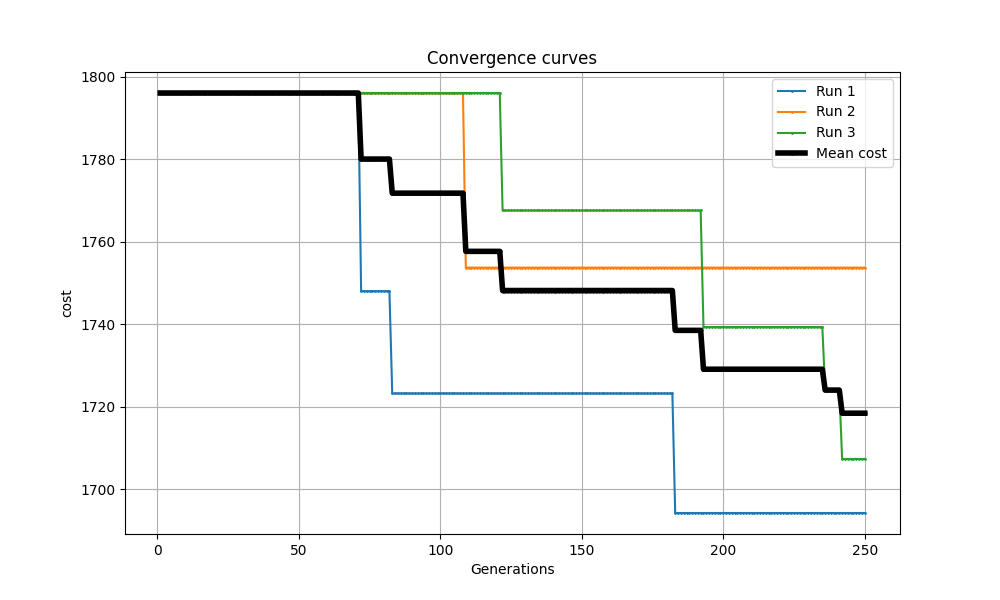 Convergence curves
Run 1
Run 2
Run 3
Mean cost
cost
1800
1780
1760
1740
1720
1700
0 50 100 150 200 250
Generations